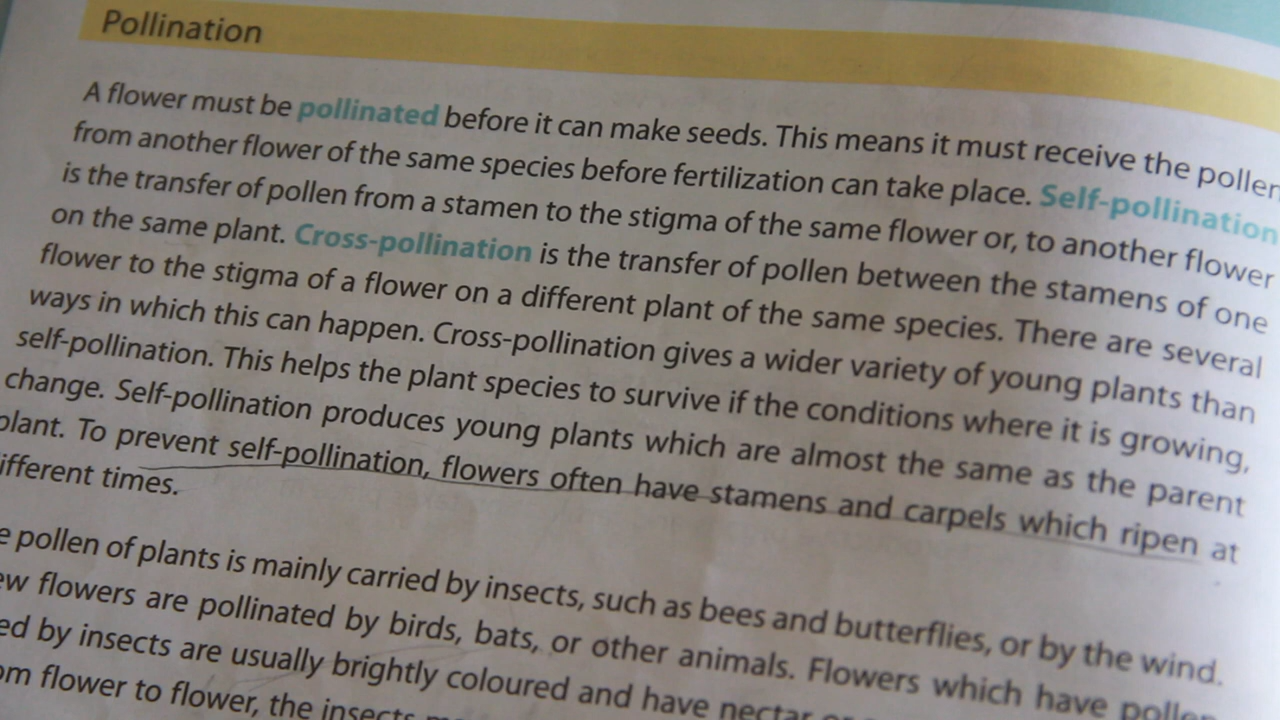 Pollination
A flower must be pollinated before it can make seeds. This means it must receive the pollen
from another flower of the same species before fertilization can take place. Self-pollination
is the transfer of pollen from a stamen to the stigma of the same flower or, to another flower
on the same plant. Cross-pollination is the transfer of pollen between the stamens of one
flower to the stigma of a flower on a different plant of the same species. There are several
ways in which this can happen. Cross-pollination gives a wider variety of young plants than
self-pollination. This helps the plant species to survive if the conditions where it is growing,
change. Self-pollination produces young plants which are almost the same as the parent
plant. To prevent self-pollination, flowers often have stamens and carpels which ripen at
ifferent times.
e pollen of plants is mainly carried by insects, such as bees and butterflies, or by the wind.
ew flowers are pollinated by birds, bats, or other animals. Flowers which have pollen
ed by insects are usually brightly coloured and have nectar
om flower to flower, the insects